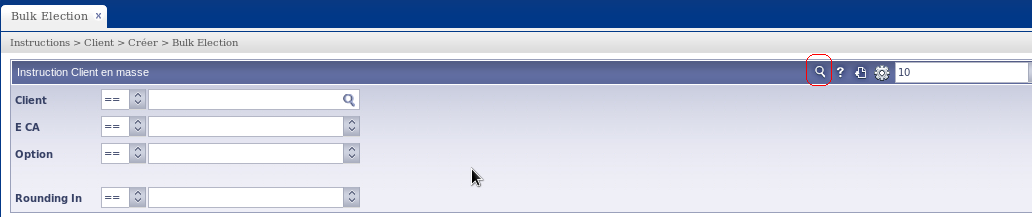 Bulk Election x
Instructions > Client > Créer > Bulk Election
Instruction Client en masse ? 10
Client ==
E CA ==
Option ==
Rounding In ==